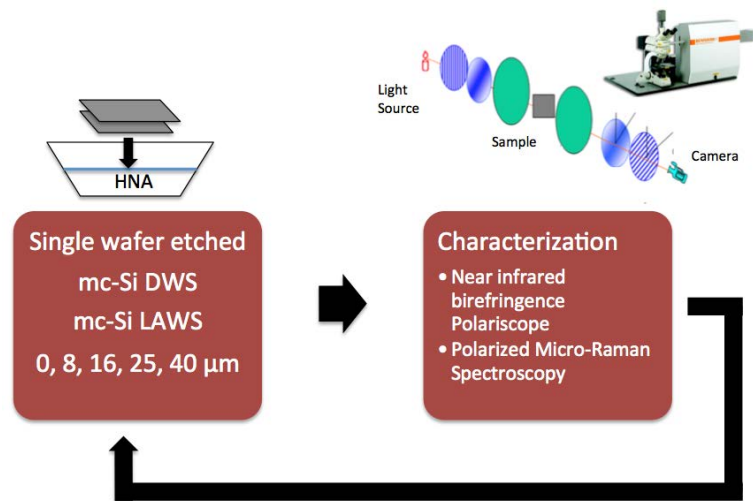 Light
Source
Sample
Camera
HNA
Single wafer etched
mc-Si DWS
mc-Si LAWS
0, 8, 16, 25, 40 μm
Characterization
• Near infrared
birefringence
Polariscope
• Polarized Micro-Raman
Spectroscopy